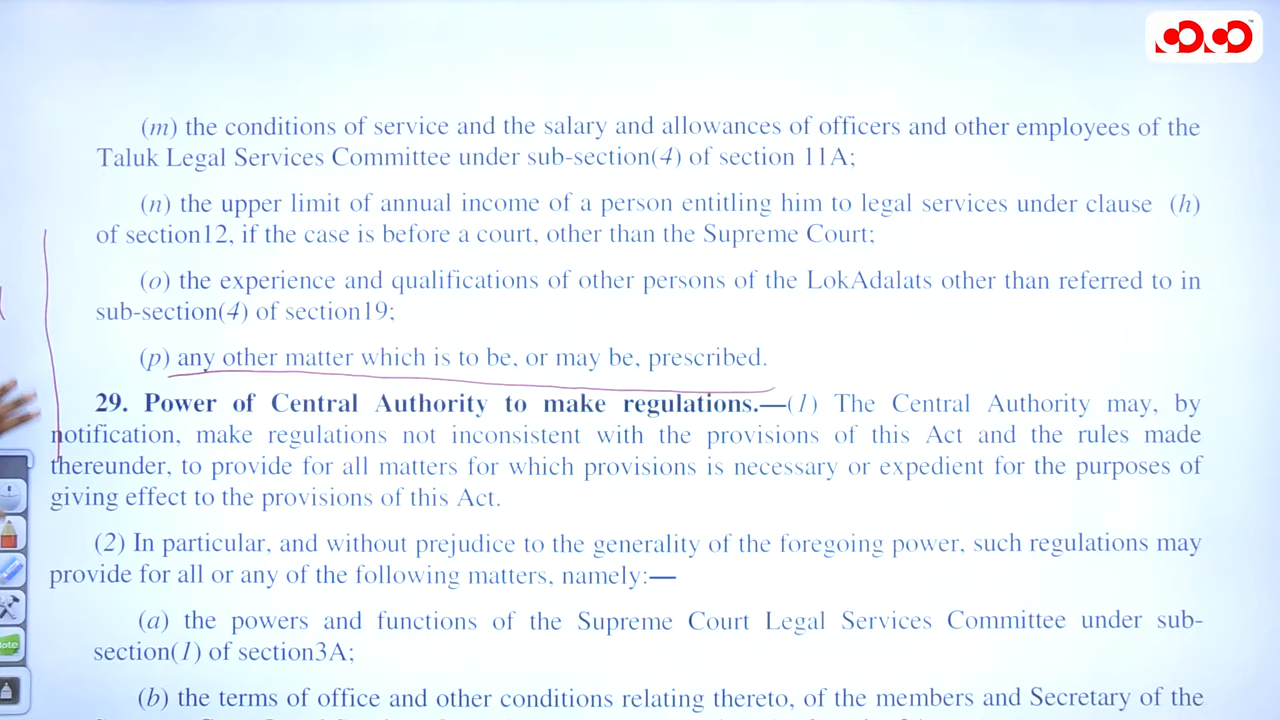 (m) the conditions of service and the salary and allowances of officers and other employees of the
Taluk Legal Services Committee under sub-section(4) of section 11A;
(n) the upper limit of annual income of a person entitling him to legal services under clause (h)
of section12, if the case is before a court, other than the Supreme Court;
(o) the experience and qualifications of other persons of the LokAdalats other than referred to in
sub-section(4) of section19;
(p) any other matter which is to be, or may be, prescribed.
29. Power of Central Authority to make regulations.—(1) The Central Authority may, by
notification, make regulations not inconsistent with the provisions of this Act and the rules made
thereunder, to provide for all matters for which provisions is necessary or expedient for the purposes of
giving effect to the provisions of this Act.
(2) In particular, and without prejudice to the generality of the foregoing power, such regulations may
provide for all or any of the following matters, namely:—
(a) the powers and functions of the Supreme Court Legal Services Committee under sub-
section(1) of section3A;
(b) the terms of office and other conditions relating thereto, of the members and Secretary of the